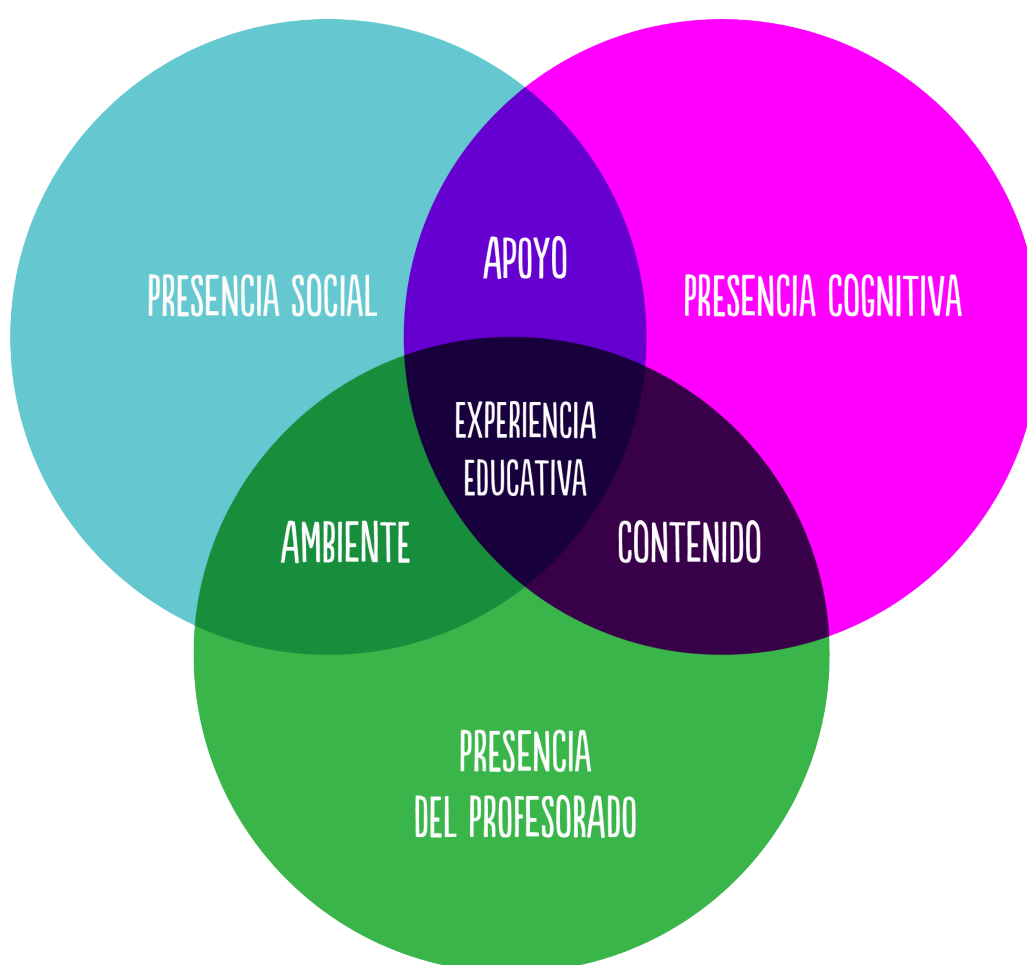 APOYO
PRESENCIA SOCIAL
PRESENCIA COGNITIVA
EXPERIENCIA
EDUCATIVA
AMBIENTE
CONTENIDO
PRESENCIA
DEL PROFESORADO